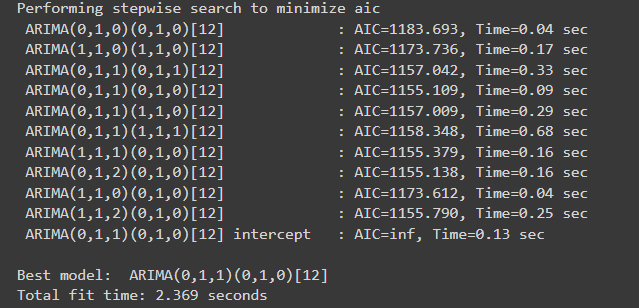 Performing stepwise search to minimize aic
 ARIMA(0,1,0)(0,1,0)[12]             : AIC=1183.693, Time=0.04 sec
 ARIMA(1,1,0)(1,1,0)[12]             : AIC=1173.736, Time=0.17 sec
 ARIMA(0,1,1)(0,1,1)[12]             : AIC=1157.042, Time=0.33 sec
 ARIMA(0,1,1)(0,1,0)[12]             : AIC=1155.109, Time=0.09 sec
 ARIMA(0,1,1)(1,1,0)[12]             : AIC=1157.009, Time=0.29 sec
 ARIMA(0,1,1)(1,1,1)[12]             : AIC=1158.348, Time=0.68 sec
 ARIMA(1,1,1)(0,1,0)[12]             : AIC=1155.379, Time=0.16 sec
 ARIMA(0,1,2)(0,1,0)[12]             : AIC=1155.138, Time=0.16 sec
 ARIMA(1,1,0)(0,1,0)[12]             : AIC=1173.612, Time=0.04 sec
 ARIMA(1,1,2)(0,1,0)[12]             : AIC=1155.790, Time=0.25 sec
 ARIMA(0,1,1)(0,1,0)[12] intercept   : AIC=inf, Time=0.13 sec

Best model:  ARIMA(0,1,1)(0,1,0)[12]
Total fit time: 2.369 seconds